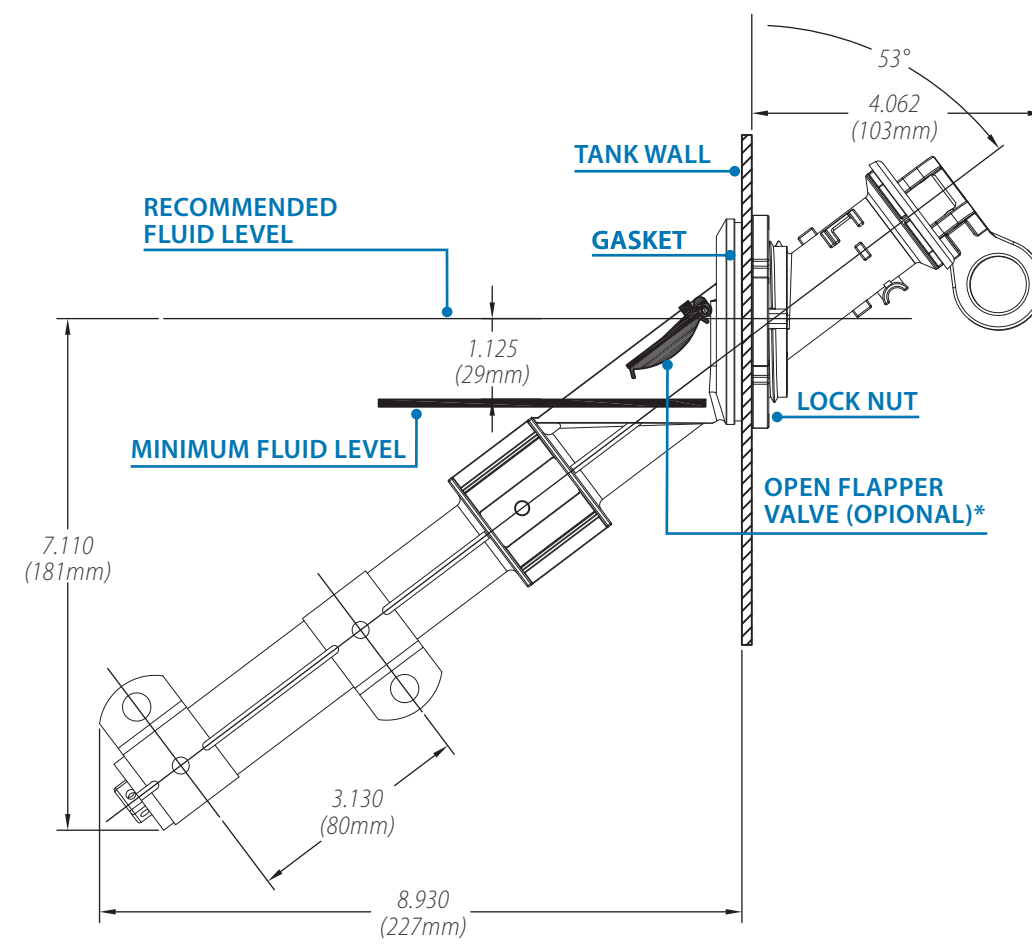 53°
4.062
(103mm)
TANK WALL
RECOMMENDED
FLUID LEVEL
GASKET
1.125
(29mm)
LOCK NUT
MINIMUM FLUID LEVEL
OPEN FLAPPER
VALVE (OPIONAL)*
7.110
(181mm)
3.130
(80mm)
8.930
(227mm)